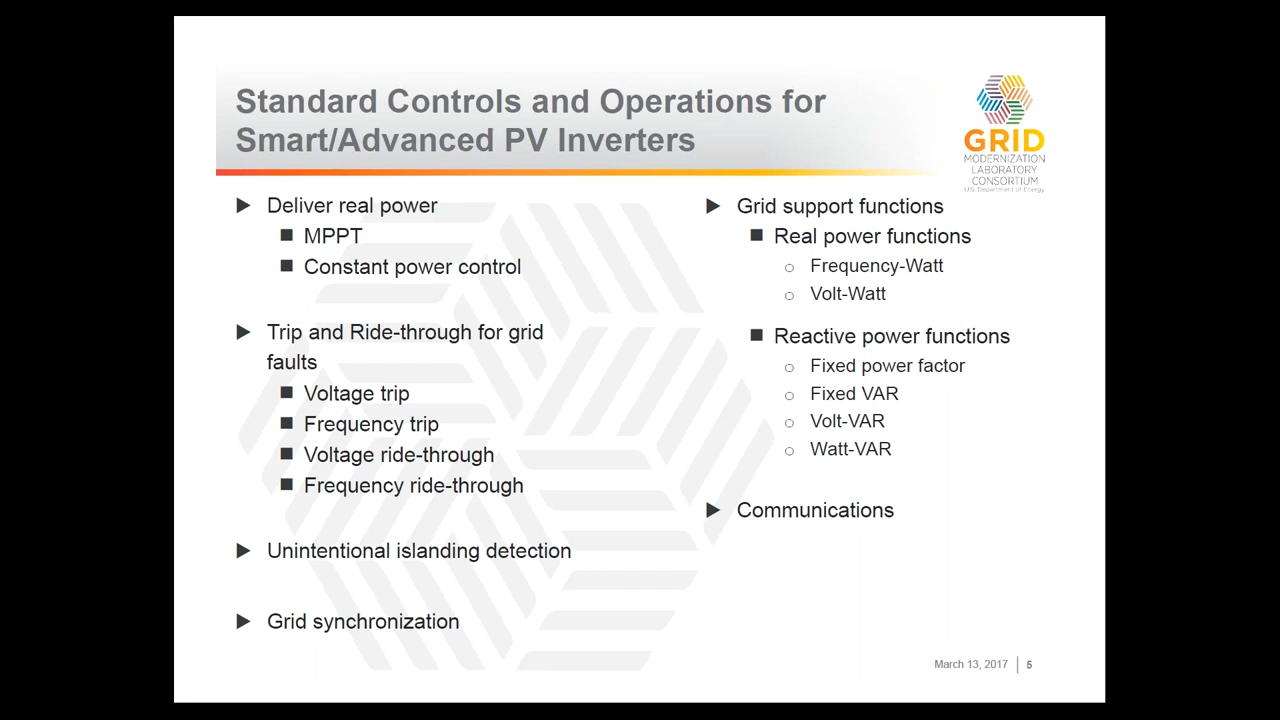 Standard Controls and Operations for
Smart/Advanced PV Inverters
GRID
MODERNIZATION
LABORATORY
CONSORTIUM
U.S. Department of Energy
Deliver real power
MPPT
Constant power control
Trip and Ride-through for grid
faults
Voltage trip
Frequency trip
Voltage ride-through
Frequency ride-through
Unintentional islanding detection
Grid synchronization
Grid support functions
Real power functions
Frequency-Watt
Volt-Watt
Reactive power functions
Fixed power factor
Fixed VAR
Volt-VAR
Watt-VAR
Communications
March 13, 2017 5